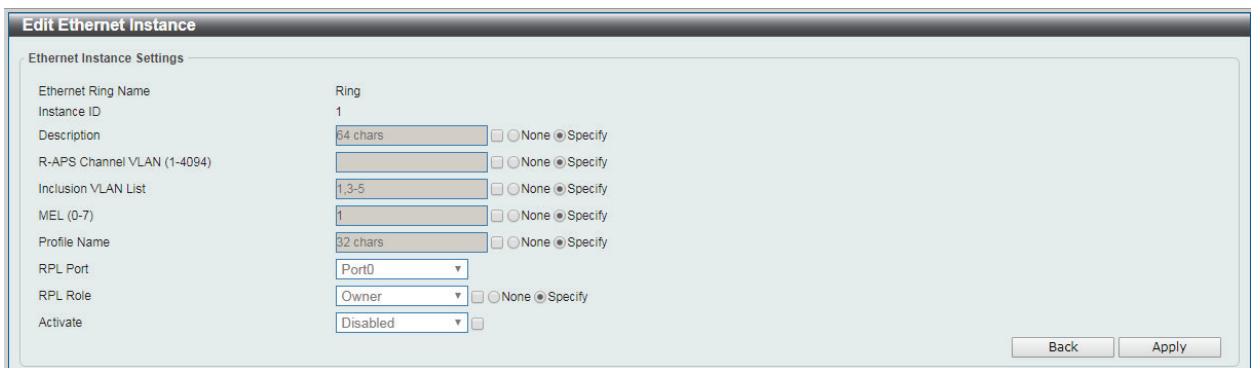 Edit Ethernet Instance
Ethernet Instance Settings
Ethernet Ring Name Ring
Instance ID 1
Description 64 chars None Specify
R-APS Channel VLAN (1-4094) None Specify
Inclusion VLAN List 1,3-5 None Specify
MEL (0-7) 1 None Specify
Profile Name 32 chars None Specify
RPL Port Port0
RPL Role Owner None Specify
Activate Disabled
Back Apply